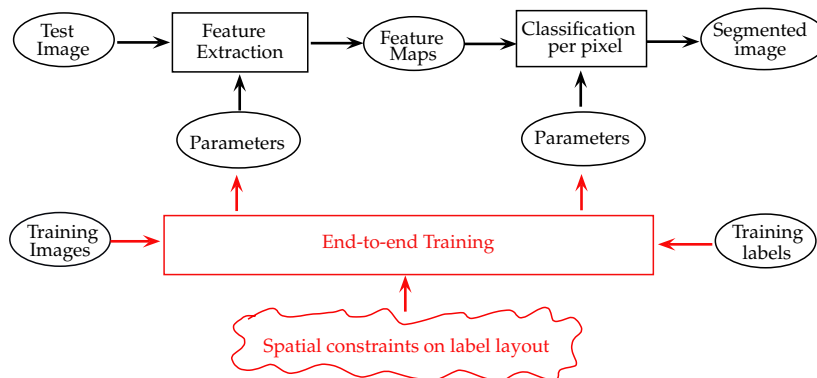 Test
Image
Feature
Extraction
Feature
Maps
Classification
per pixel
Segmented
image
Parameters
Parameters
Training
Images
End-to-end Training
Training
labels
Spatial constraints on label layout